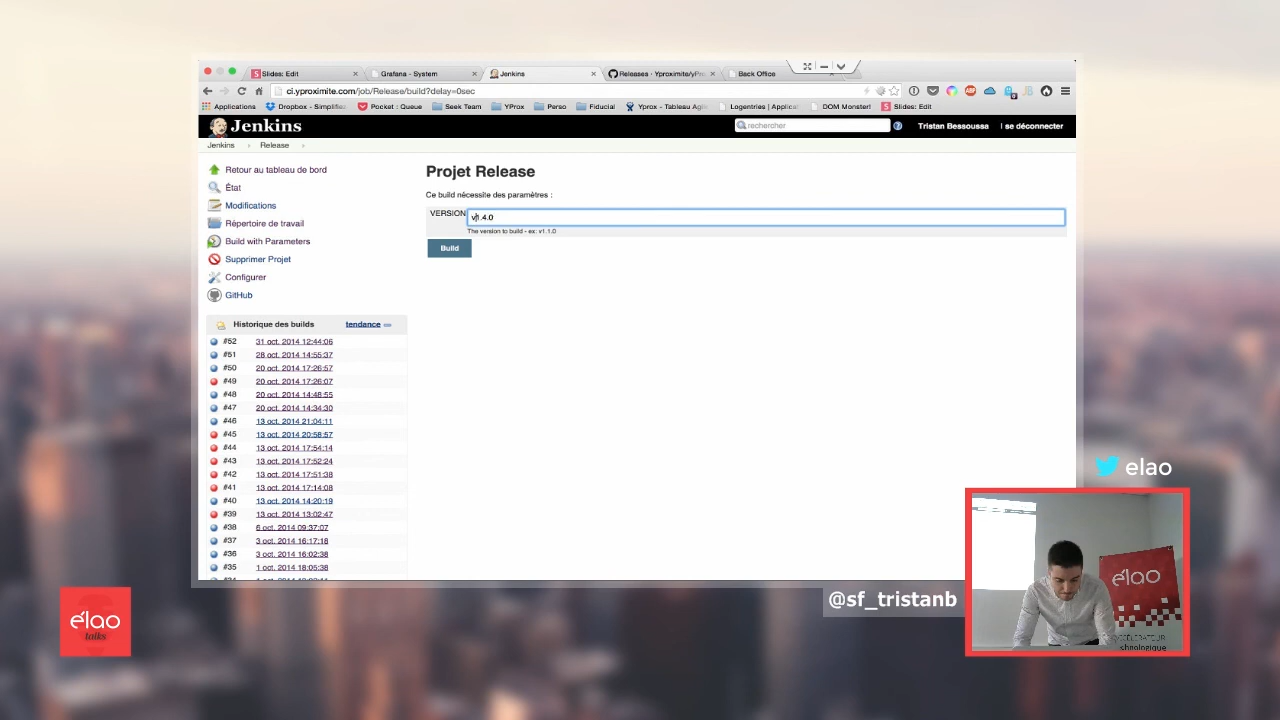 Slides: Edit
Grafana - System
Jenkins
Releases · Yproximite/yPro
Back Office
ci.yproximite.com/job/Release/build?delay=0sec
Applications
Dropbox - Simplifie
Pocket : Queue
Seek Team
YProx
Perso
Fiducial
Yprox - Tableau Agil
Logentries | Applica
DOM Monster!
Slides: Edit
Jenkins
rechercher
Tristan Bessoussa
se déconnecter
Jenkins
Release
Retour au tableau de bord
État
Modifications
Répertoire de travail
Build with Parameters
Supprimer Projet
Configurer
GitHub
Projet Release
Ce build nécessite des paramètres :
VERSION
v1.4.0
The version to build - ex: v1.1.0
Build
Historique des builds
tendance
#52 31 oct. 2014 12:44:06
#51 28 oct. 2014 14:55:37
#50 20 oct. 2014 17:26:57
#49 20 oct. 2014 17:26:07
#48 20 oct. 2014 14:48:55
#47 20 oct. 2014 14:34:30
#46 13 oct. 2014 21:04:11
#45 13 oct. 2014 20:58:57
#44 13 oct. 2014 17:54:14
#43 13 oct. 2014 17:52:24
#42 13 oct. 2014 17:51:38
#41 13 oct. 2014 17:14:08
#40 13 oct. 2014 14:20:19
#39 13 oct. 2014 13:02:47
#38 6 oct. 2014 09:37:07
#37 3 oct. 2014 16:17:18
#36 3 oct. 2014 16:02:38
#35 1 oct. 2014 18:05:38
elao
élao
@sf_tristanb
élao
talks